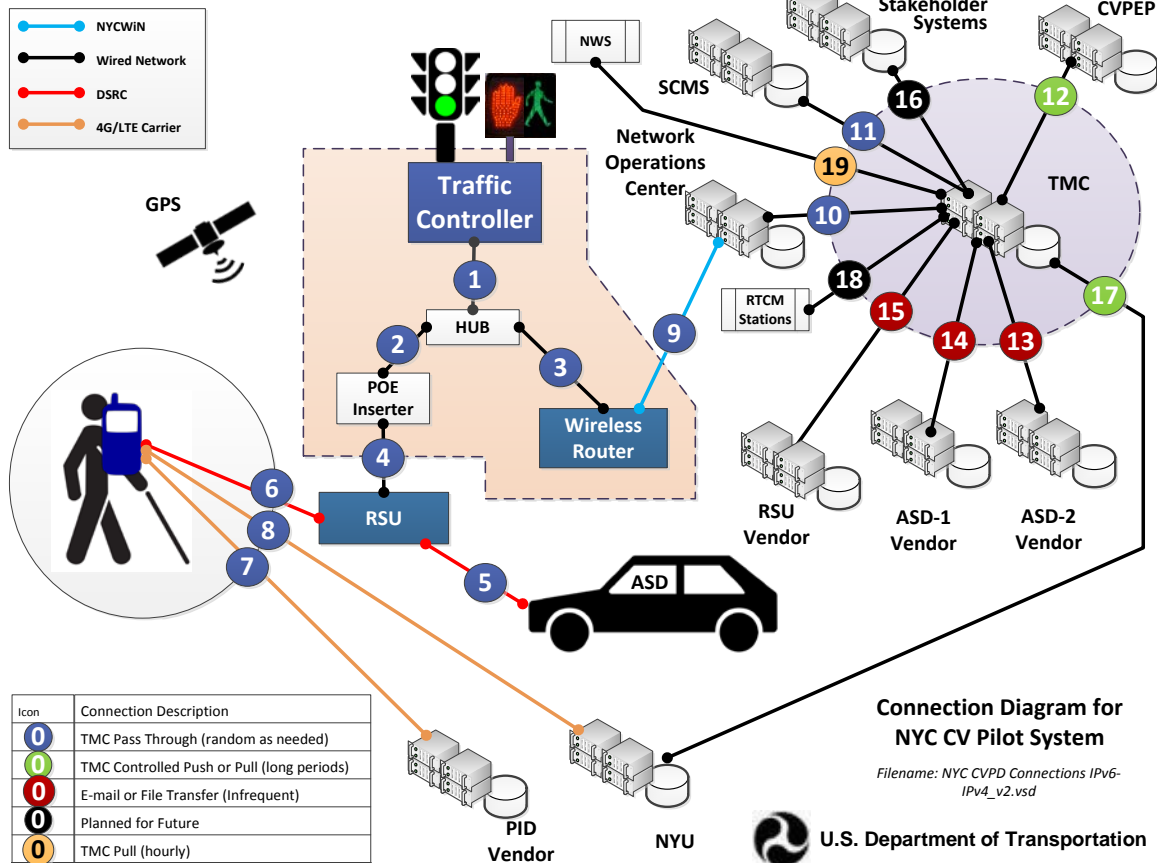 NYCWiN
Wired Network
DSRC
4G/LTE Carrier
NWS
SCMS
Stakeholder
Systems
CVPEP
16
12
11
19
Network
Operations
Center
TMC
10
GPS
Traffic
Controller
1
HUB
2
3
POE
Inserter
Wireless
Router
4
9
18
RTCM
Stations
17
15
14
13
6
8
7
RSU
5
ASD
RSU
Vendor
ASD-1
Vendor
ASD-2
Vendor
Icon Connection Description
0 TMC Pass Through (random as needed)
0 TMC Controlled Push or Pull (long periods)
0 E-mail or File Transfer (Infrequent)
0 Planned for Future
0 TMC Pull (hourly)
PID
Vendor
NYU
Connection Diagram for
NYC CV Pilot System
Filename: NYC CVPD Connections IPv6-
IPv4_v2.vsd
U.S. Department of Transportation